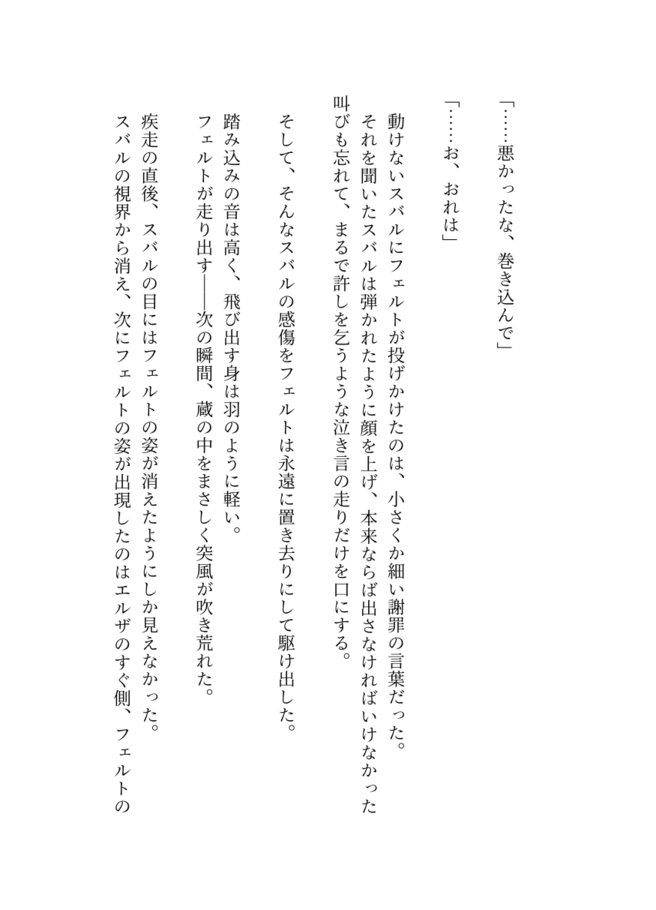 「……悪かったな、巻き込んで」
「……お、おれは」
動けないスバルにフェルトが投げかけたのは、小さくか細い謝罪の言葉だった。
それを聞いたスバルは弾かれたように顔を上げ、本来ならば出さなければいけなかった
叫びも忘れて、まるで許しを乞うような泣き言の走りだけを口にする。
そして、そんなスバルの感傷をフェルトは永遠に置き去りにして駆け出した。
踏み込みの音は高く、飛び出す身は羽のように軽い。
フェルトが走り出す――次の瞬間、蔵の中をまさしく突風が吹き荒れた。
疾走の直後、スバルの目にはフェルトの姿が消えたようにしか見えなかった。
スバルの視界から消え、次にフェルトの姿が出現したのはエルザのすぐ側、フェルトの